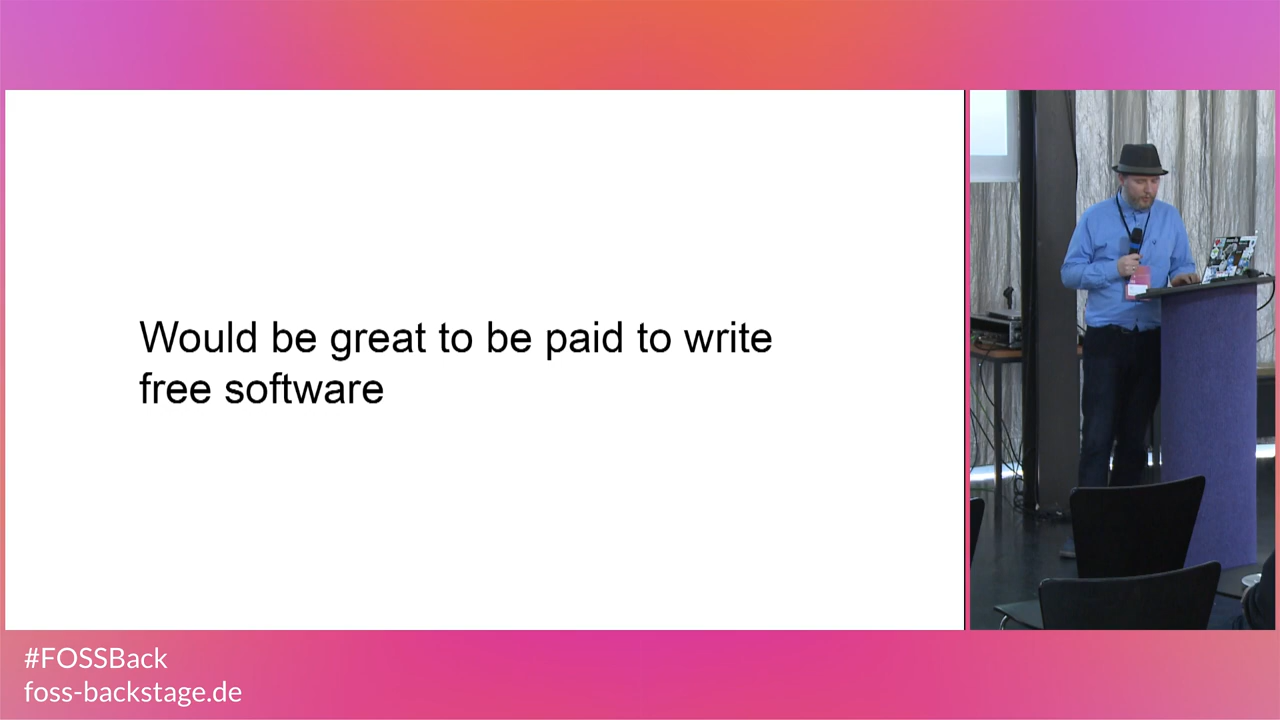 Would be great to be paid to write
free software
#FOSSBack
foss-backstage.de